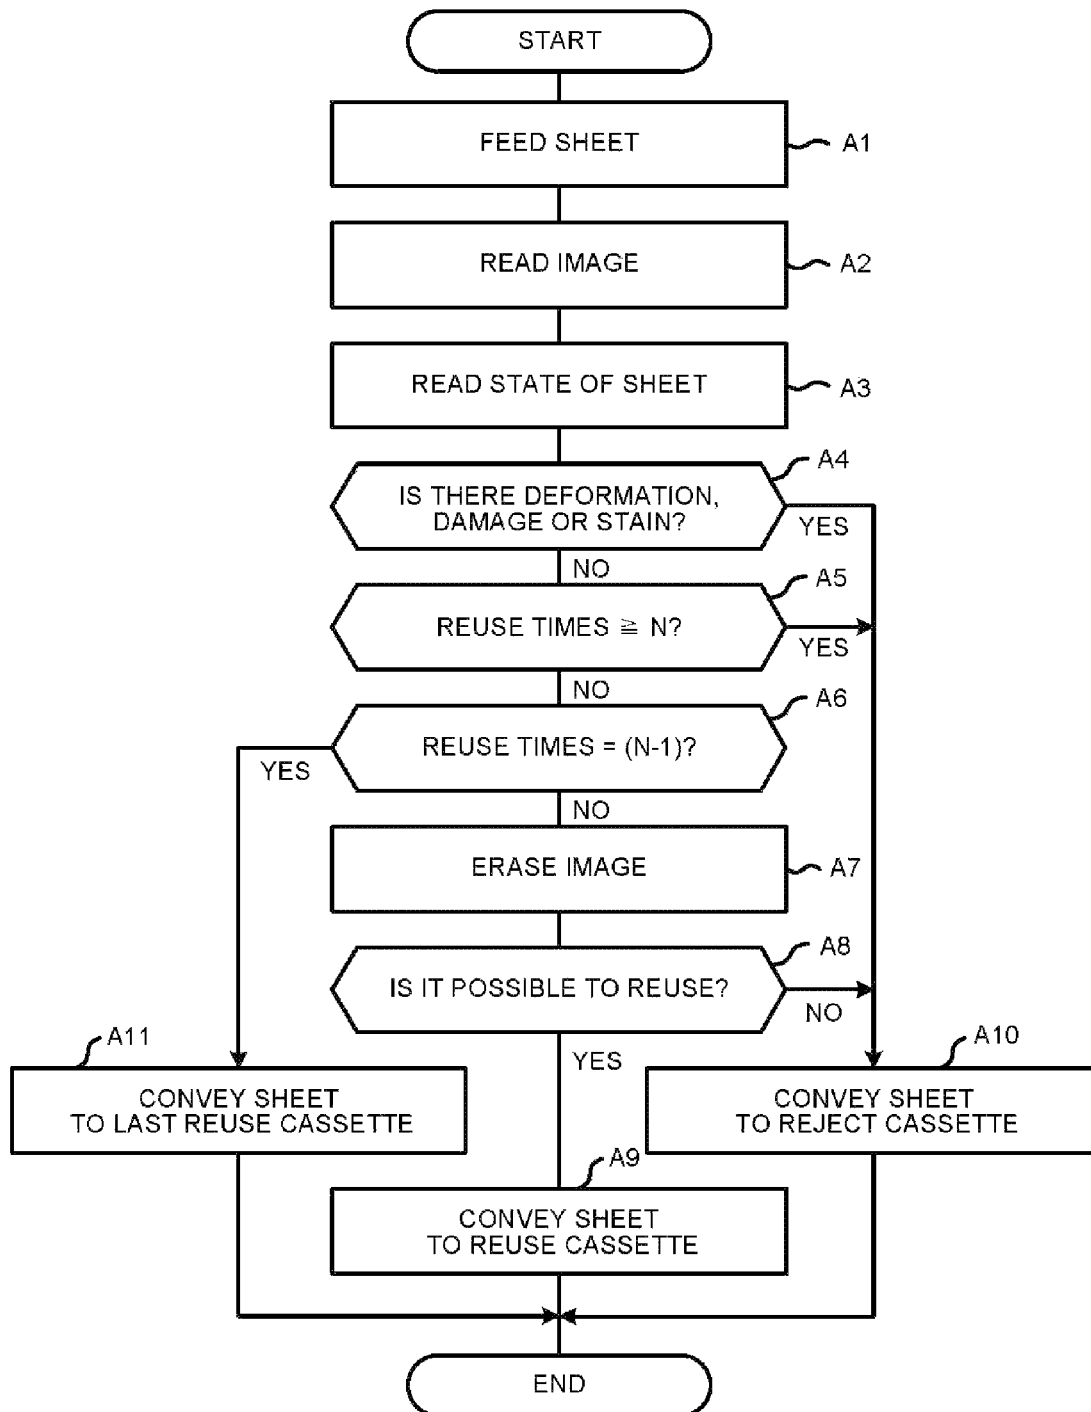 START
FEED SHEET
A1
READ IMAGE
A2
READ STATE OF SHEET
A3
A4
IS THERE DEFORMATION,
DAMAGE OR STAIN?
YES
NO
A5
REUSE TIMES ≧ N?
YES
NO
A6
REUSE TIMES = (N-1)?
YES
NO
ERASE IMAGE
A7
A8
IS IT POSSIBLE TO REUSE?
NO
YES
A11
CONVEY SHEET
TO LAST REUSE CASSETTE
A10
CONVEY SHEET
TO REJECT CASSETTE
A9
CONVEY SHEET
TO REUSE CASSETTE
END